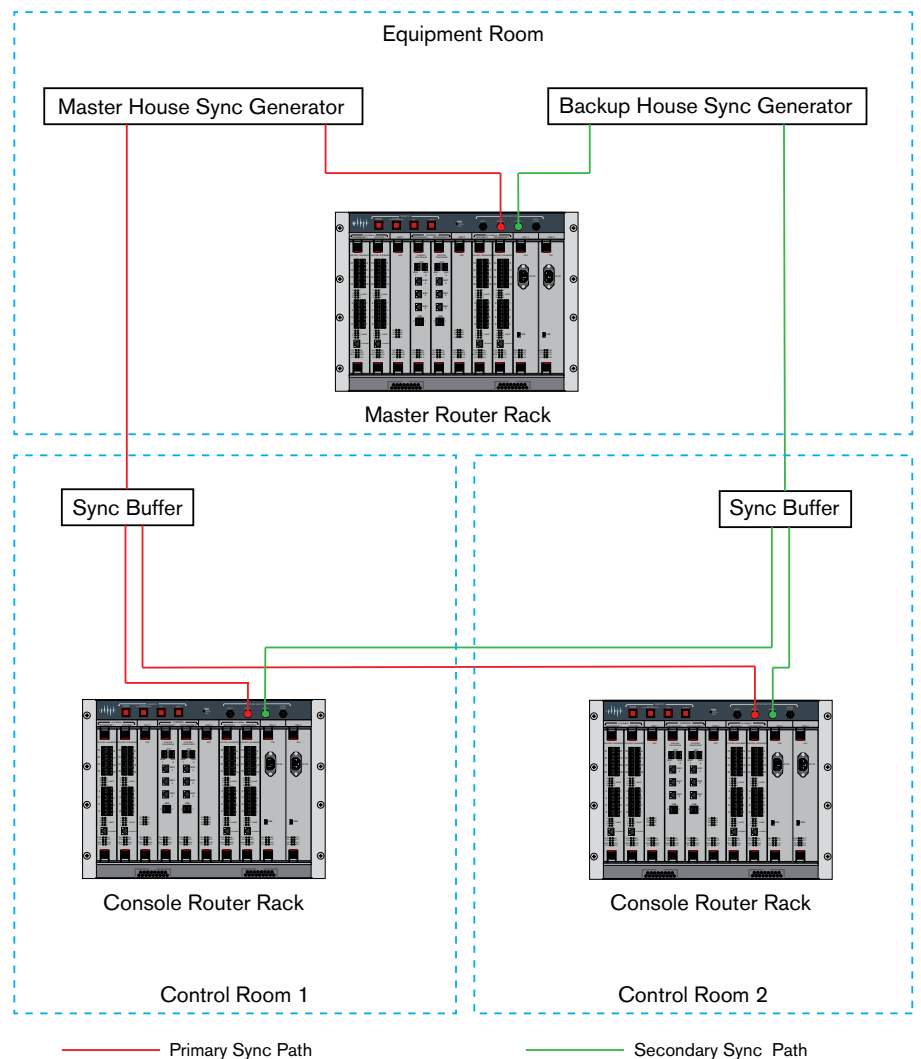 Equipment Room
Master House Sync Generator
Backup House Sync Generator
Master Router Rack
Sync Buffer
Sync Buffer
Console Router Rack
Console Router Rack
Control Room 1
Control Room 2
Primary Sync Path
Secondary Sync Path